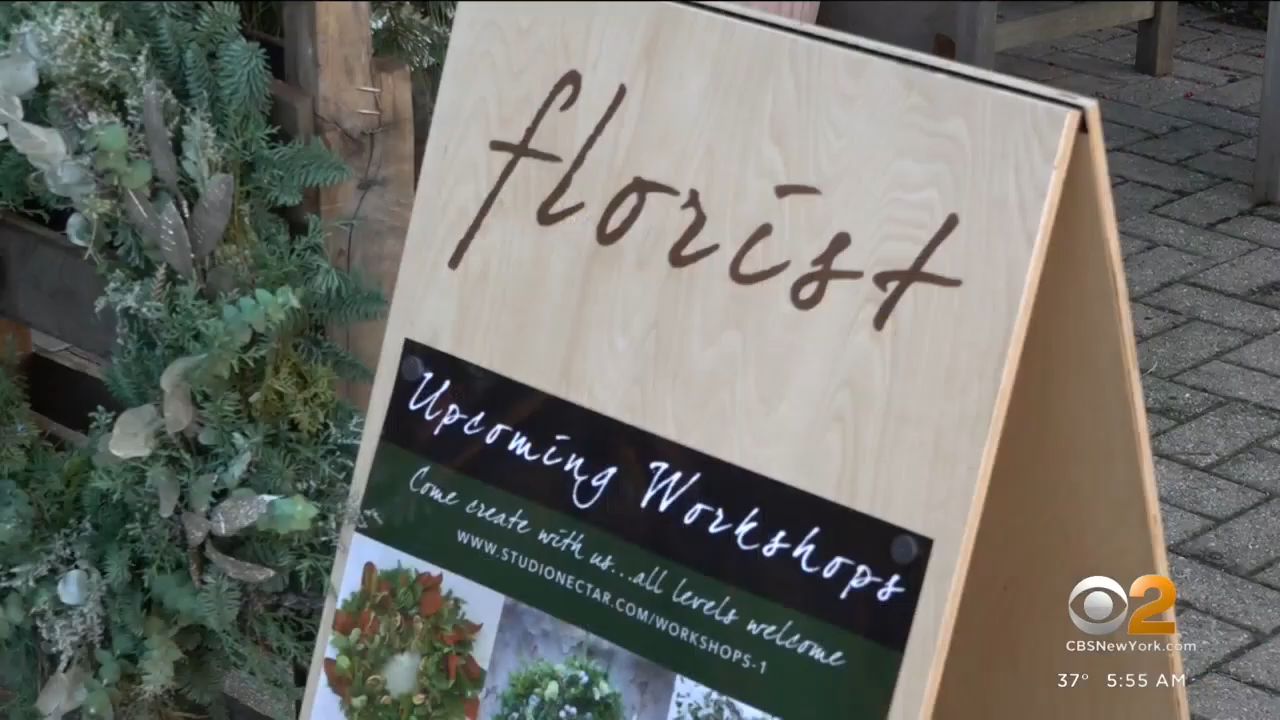 florist
Upcoming Workshops
Come create with us...all levels welcome
WWW.STUDIONECTAR.COM/WORKSHOPS-1
2
CBSNewYork.com
37° 5:55 AM